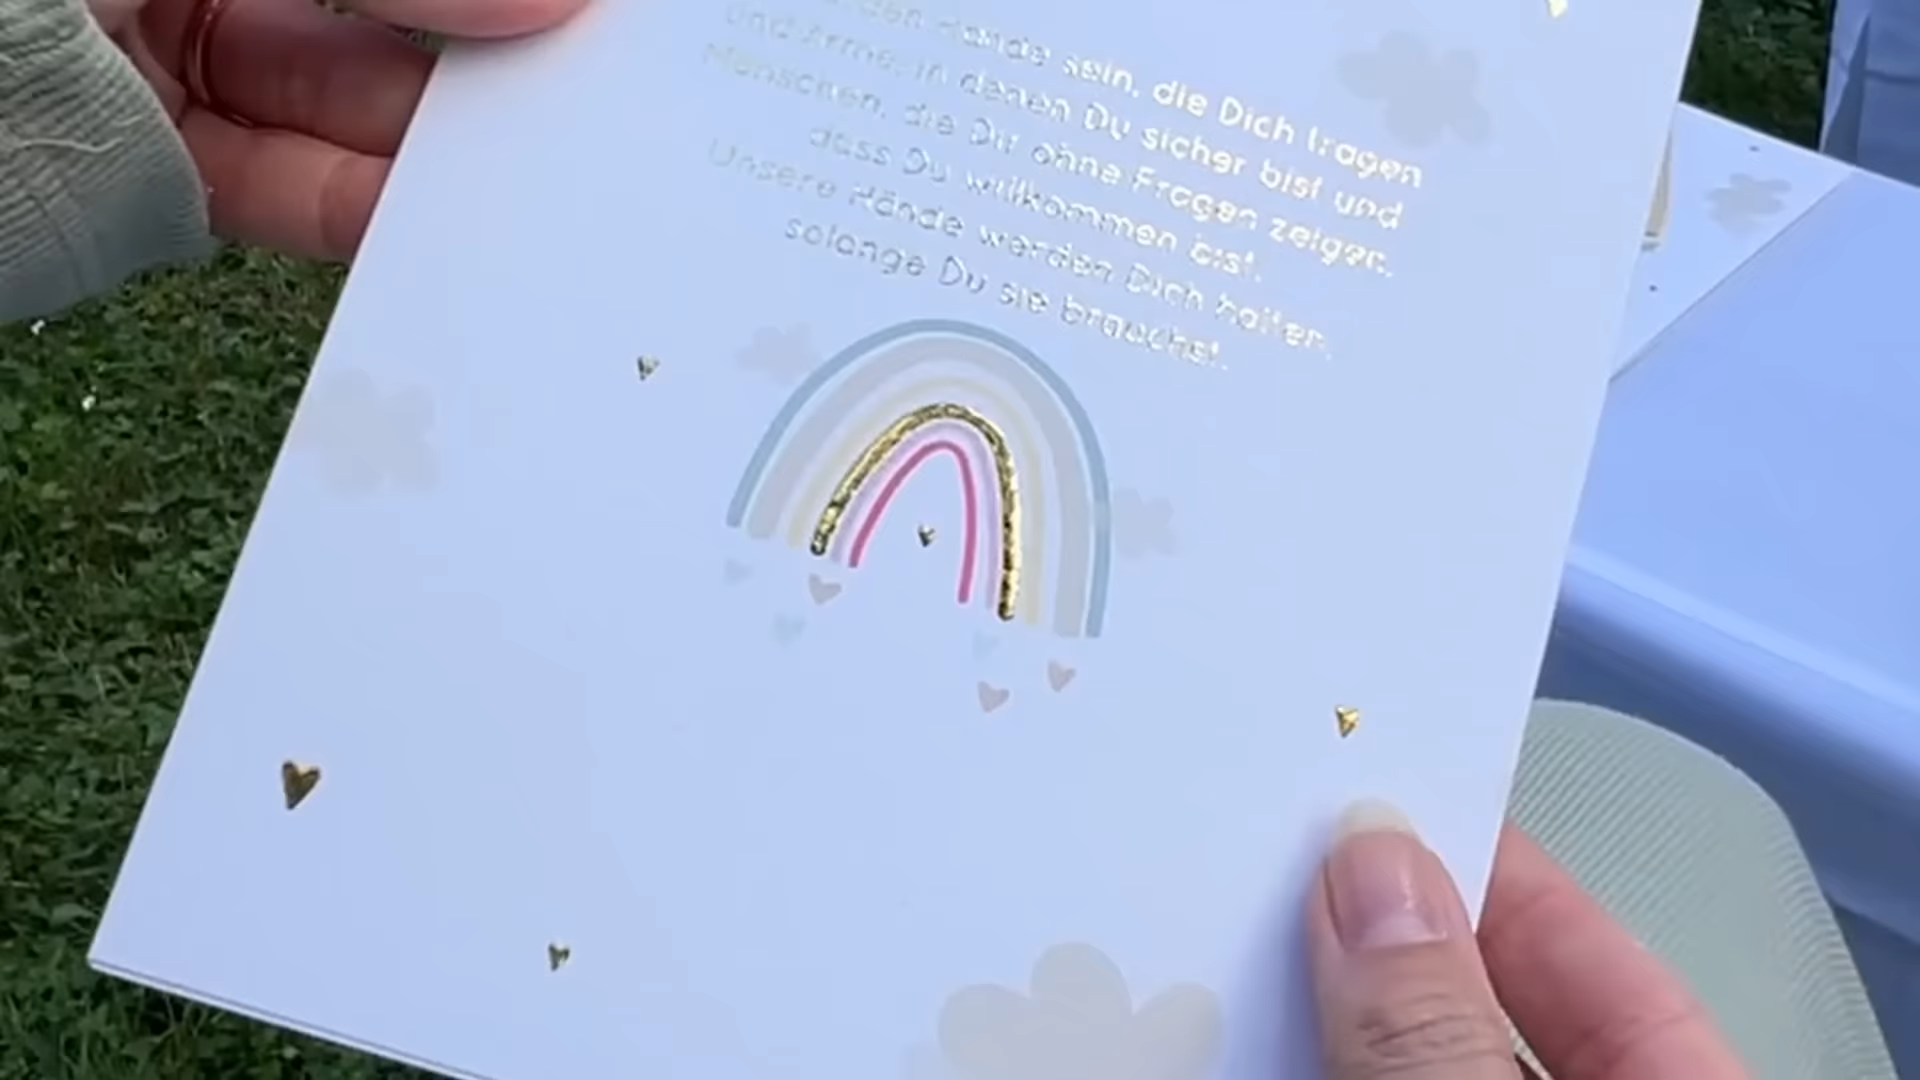 den Hände sein, die Dich tragen
und Arme, in denen Du sicher bist und
Menschen, die Dir ohne Fragen zeigen,
dass Du willkommen bist.
Unsere Hände werden Dich halten,
solange Du sie brauchst.